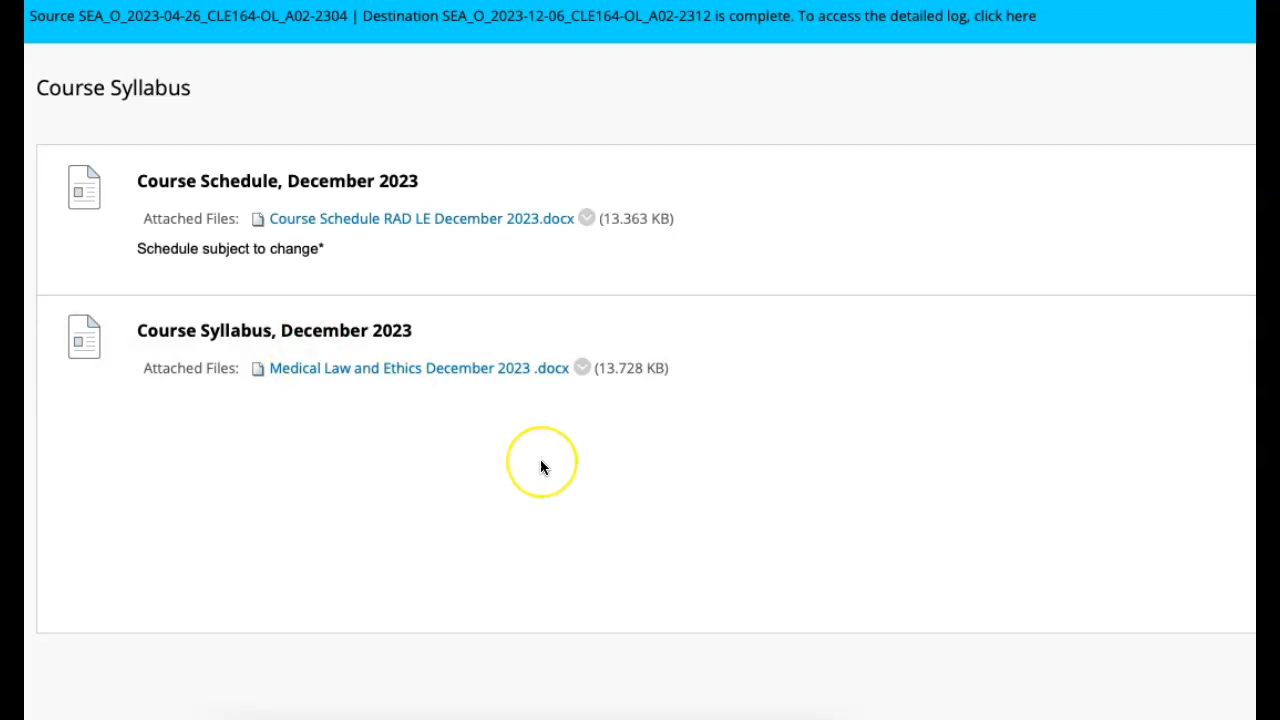 Source SEA_O_2023-04-26_CLE164-OL_A02-2304 | Destination SEA_O_2023-12-06_CLE164-OL_A02-2312 is complete. To access the detailed log, click here
Course Syllabus
Course Schedule, December 2023
Attached Files: Course Schedule RAD LE December 2023.docx (13.363 KB)
Schedule subject to change*
Course Syllabus, December 2023
Attached Files: Medical Law and Ethics December 2023 .docx (13.728 KB)